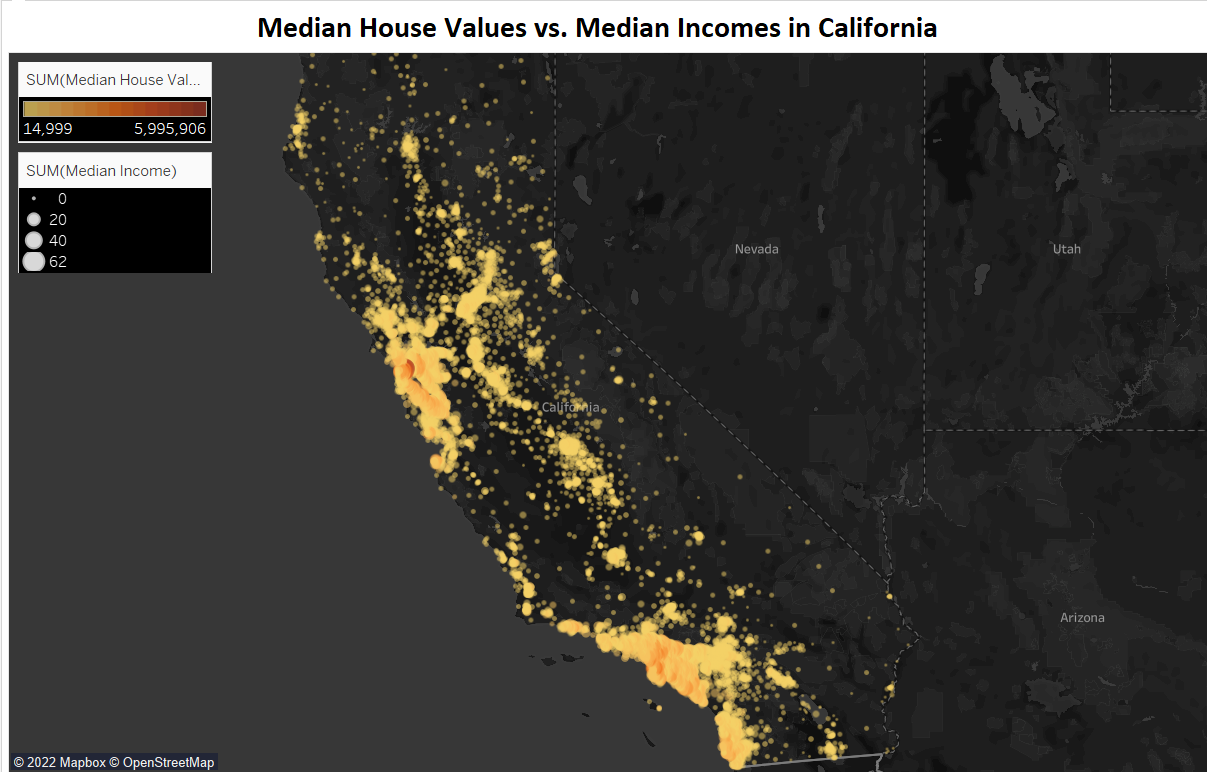 Median House Values vs. Median Incomes in California
SUM(Median House Val...
14,999 5,995,906
SUM(Median Income)
0
20
40
62
Nevada
Utah
California
Arizona
© 2022 Mapbox © OpenStreetMap